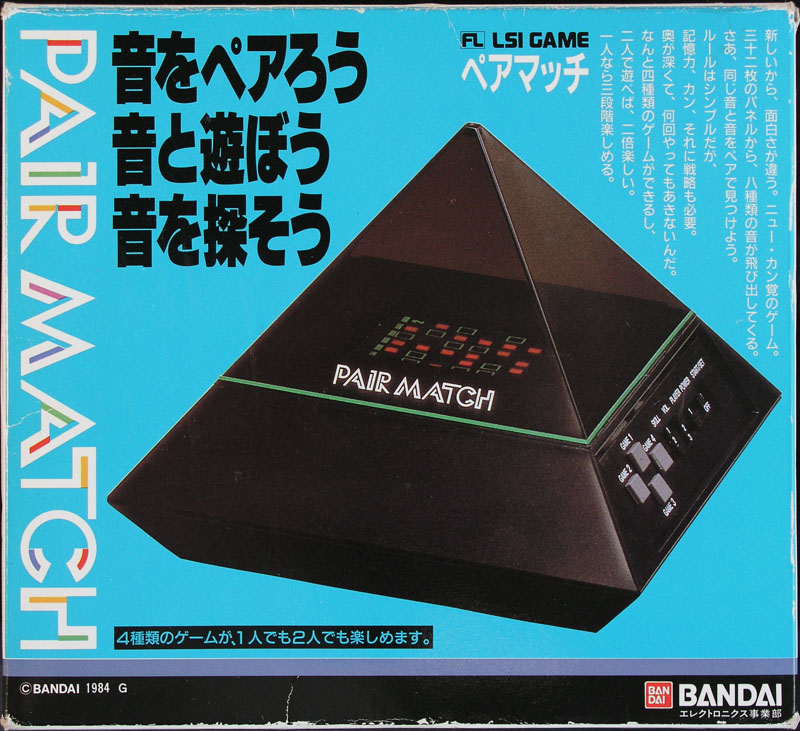 PAIR MATCH
音をペアろう
音と遊ぼう
音を探そう
FL LSI GAME
ペアマッチ
新しいから、面白さが違う。ニュー・カン覚のゲーム。
三十二枚のパネルから、八種類の音が飛び出してくる。
さあ、同じ音と音をペアで見つけよう。
ルールはシンプルだが、
記憶力、カン、それに戦略も必要。
奥が深くて、何回やってもあきないんだ。
なんと四種類のゲームができるし、
二人で遊べば、二倍楽しい。
一人なら三段階楽しめる。
PAIR MATCH
SKILL VOL PLAYER POWER START/SET
OFF
GAME 1
GAME 4
GAME 2
GAME 3
4種類のゲームが、1人でも2人でも楽しめます。
©BANDAI 1984 G
BAN
DAI
BANDAI
エレクトロニクス事業部